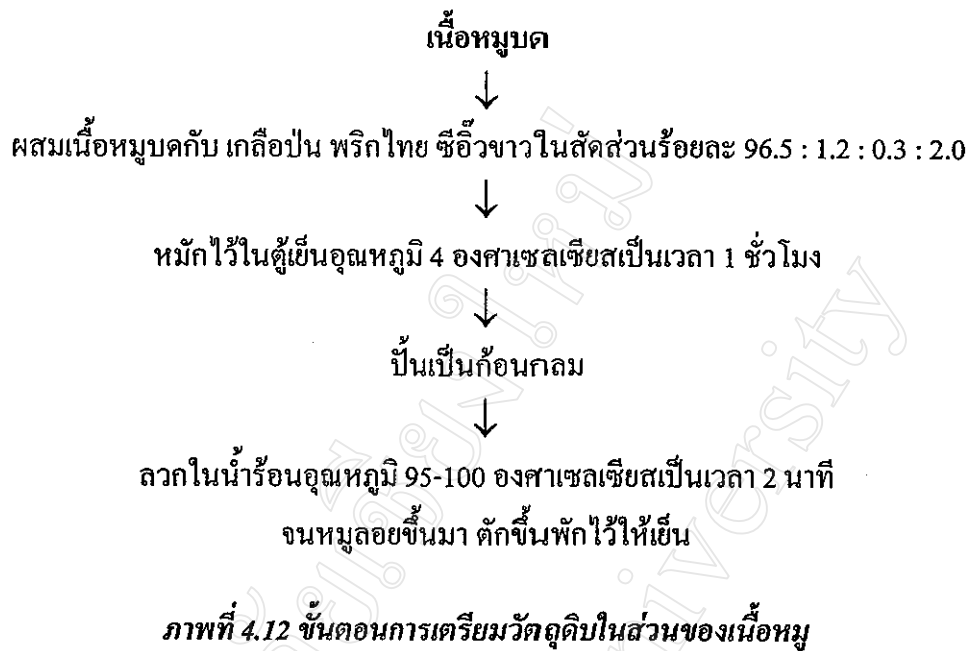 เนื้อหมูบด
↓
ผสมเนื้อหมูบดกับ เกลือป่น พริกไทย ซีอิ๊วขาวในสัดส่วนร้อยละ 96.5 : 1.2 : 0.3 : 2.0
↓
หมักไว้ในตู้เย็นอุณหภูมิ 4 องศาเซลเซียสเป็นเวลา 1 ชั่วโมง
↓
ปั้นเป็นก้อนกลม
↓
ลวกในน้ำร้อนอุณหภูมิ 95-100 องศาเซลเซียสเป็นเวลา 2 นาที
จนหมูลอยขึ้นมา ตักขึ้นพักไว้ให้เย็น
ภาพที่ 4.12 ขั้นตอนการเตรียมวัตถุดิบในส่วนของเนื้อหมู